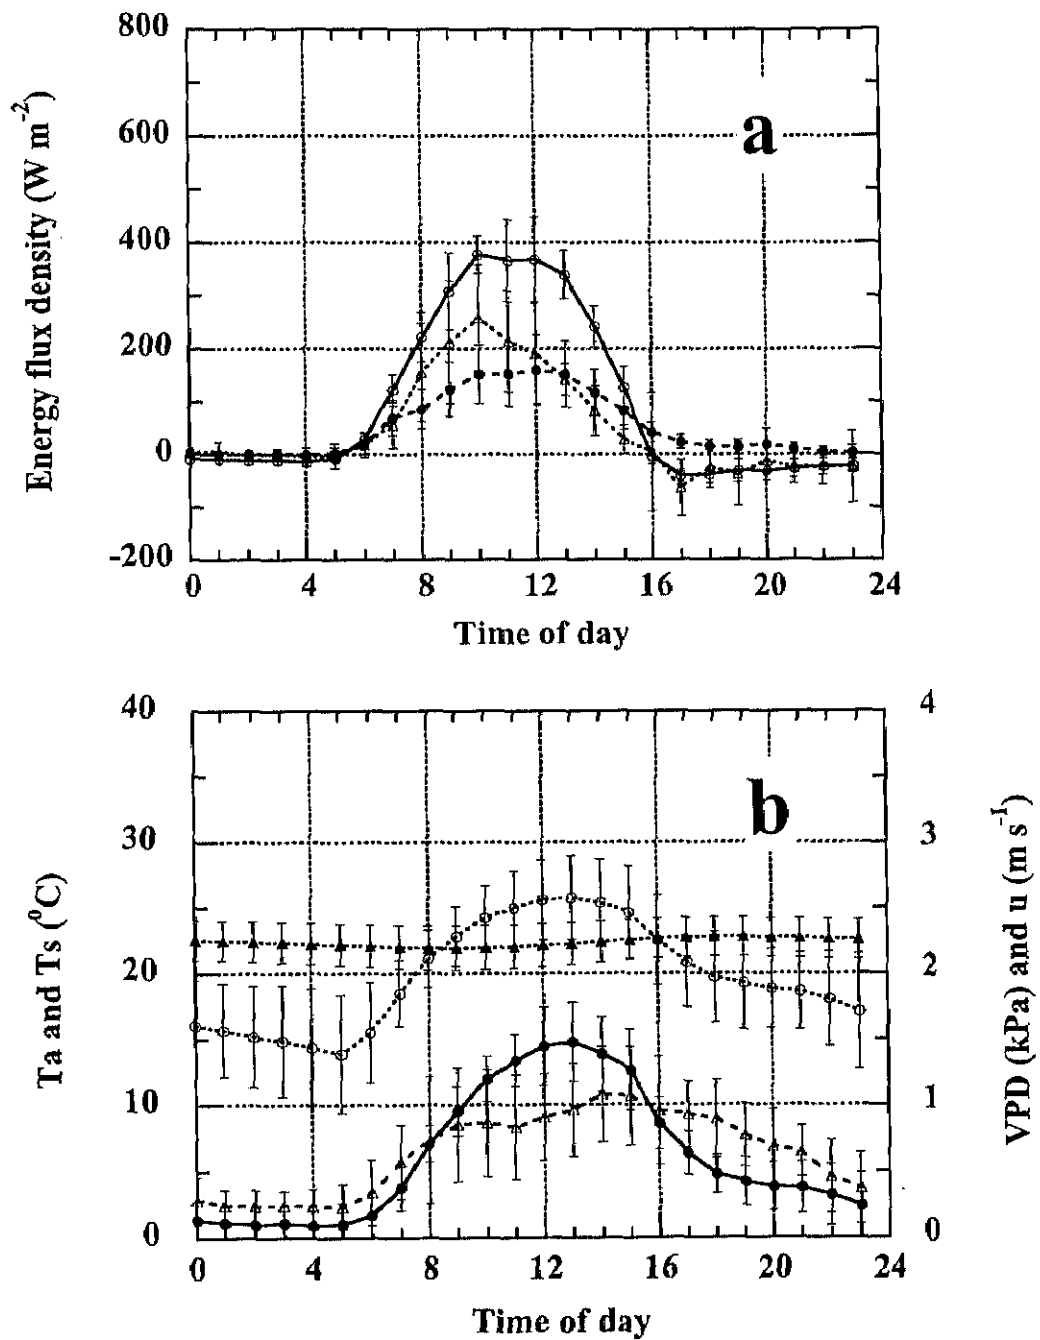 800
600
400
200
0
-200
Energy flux density (W m⁻²)
a
0 4 8 12 16 20 24
Time of day
40
30
20
10
0
Ta and Ts (⁰C)
b
4
3
2
1
0
VPD (kPa) and u (m s⁻¹)
0 4 8 12 16 20 24
Time of day